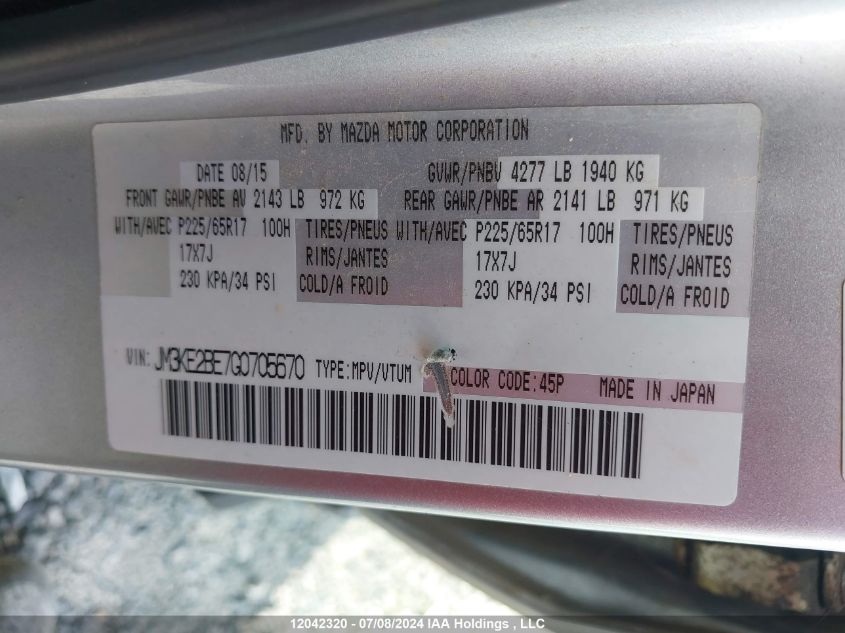 MFD. BY MAZDA MOTOR CORPORATION
DATE 08/15 GVWR/PNBV 4277 LB 1940 KG
FRONT GAWR/PNBE AV 2143 LB 972 KG REAR GAWR/PNBE AR 2141 LB 971 KG
WITH/AVEC P225/65R17 100H TIRES/PNEUS WITH/AVEC P225/65R17 100H TIRES/PNEUS
17X7J RIMS/JANTES 17X7J RIMS/JANTES
230 KPA/34 PSI COLD/A FROID 230 KPA/34 PSI COLD/A FROID
VIN: JM3KE2BE7G0705670 TYPE:MPV/VTUM COLOR CODE:45P MADE IN JAPAN
12042320 - 07/08/2024 IAA Holdings , LLC